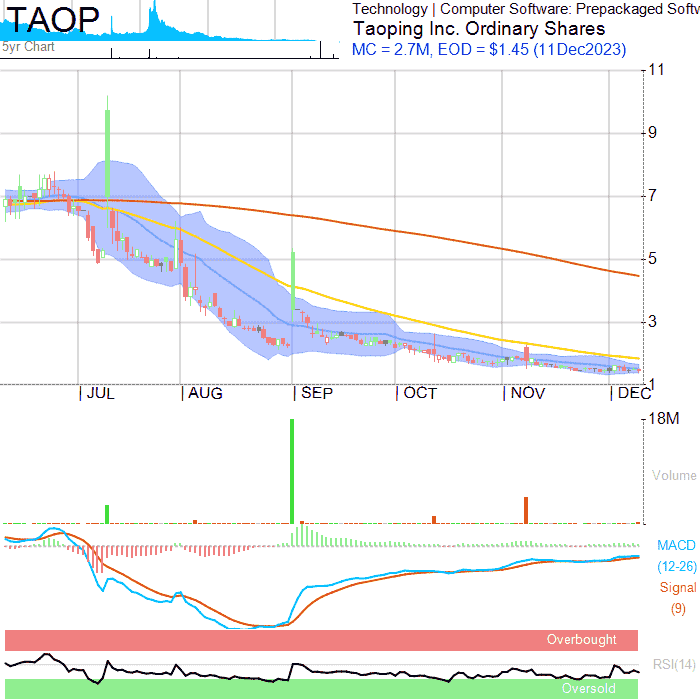 TAOP
5yr Chart
Technology | Computer Software: Prepackaged Softw
Taoping Inc. Ordinary Shares
MC = 2.7M, EOD = $1.45 (11Dec2023)
11
9
7
5
3
1
JUL AUG SEP OCT NOV DEC
18M
Volume
MACD
(12-26)
Signal
(9)
Overbought
RSI(14)
Oversold